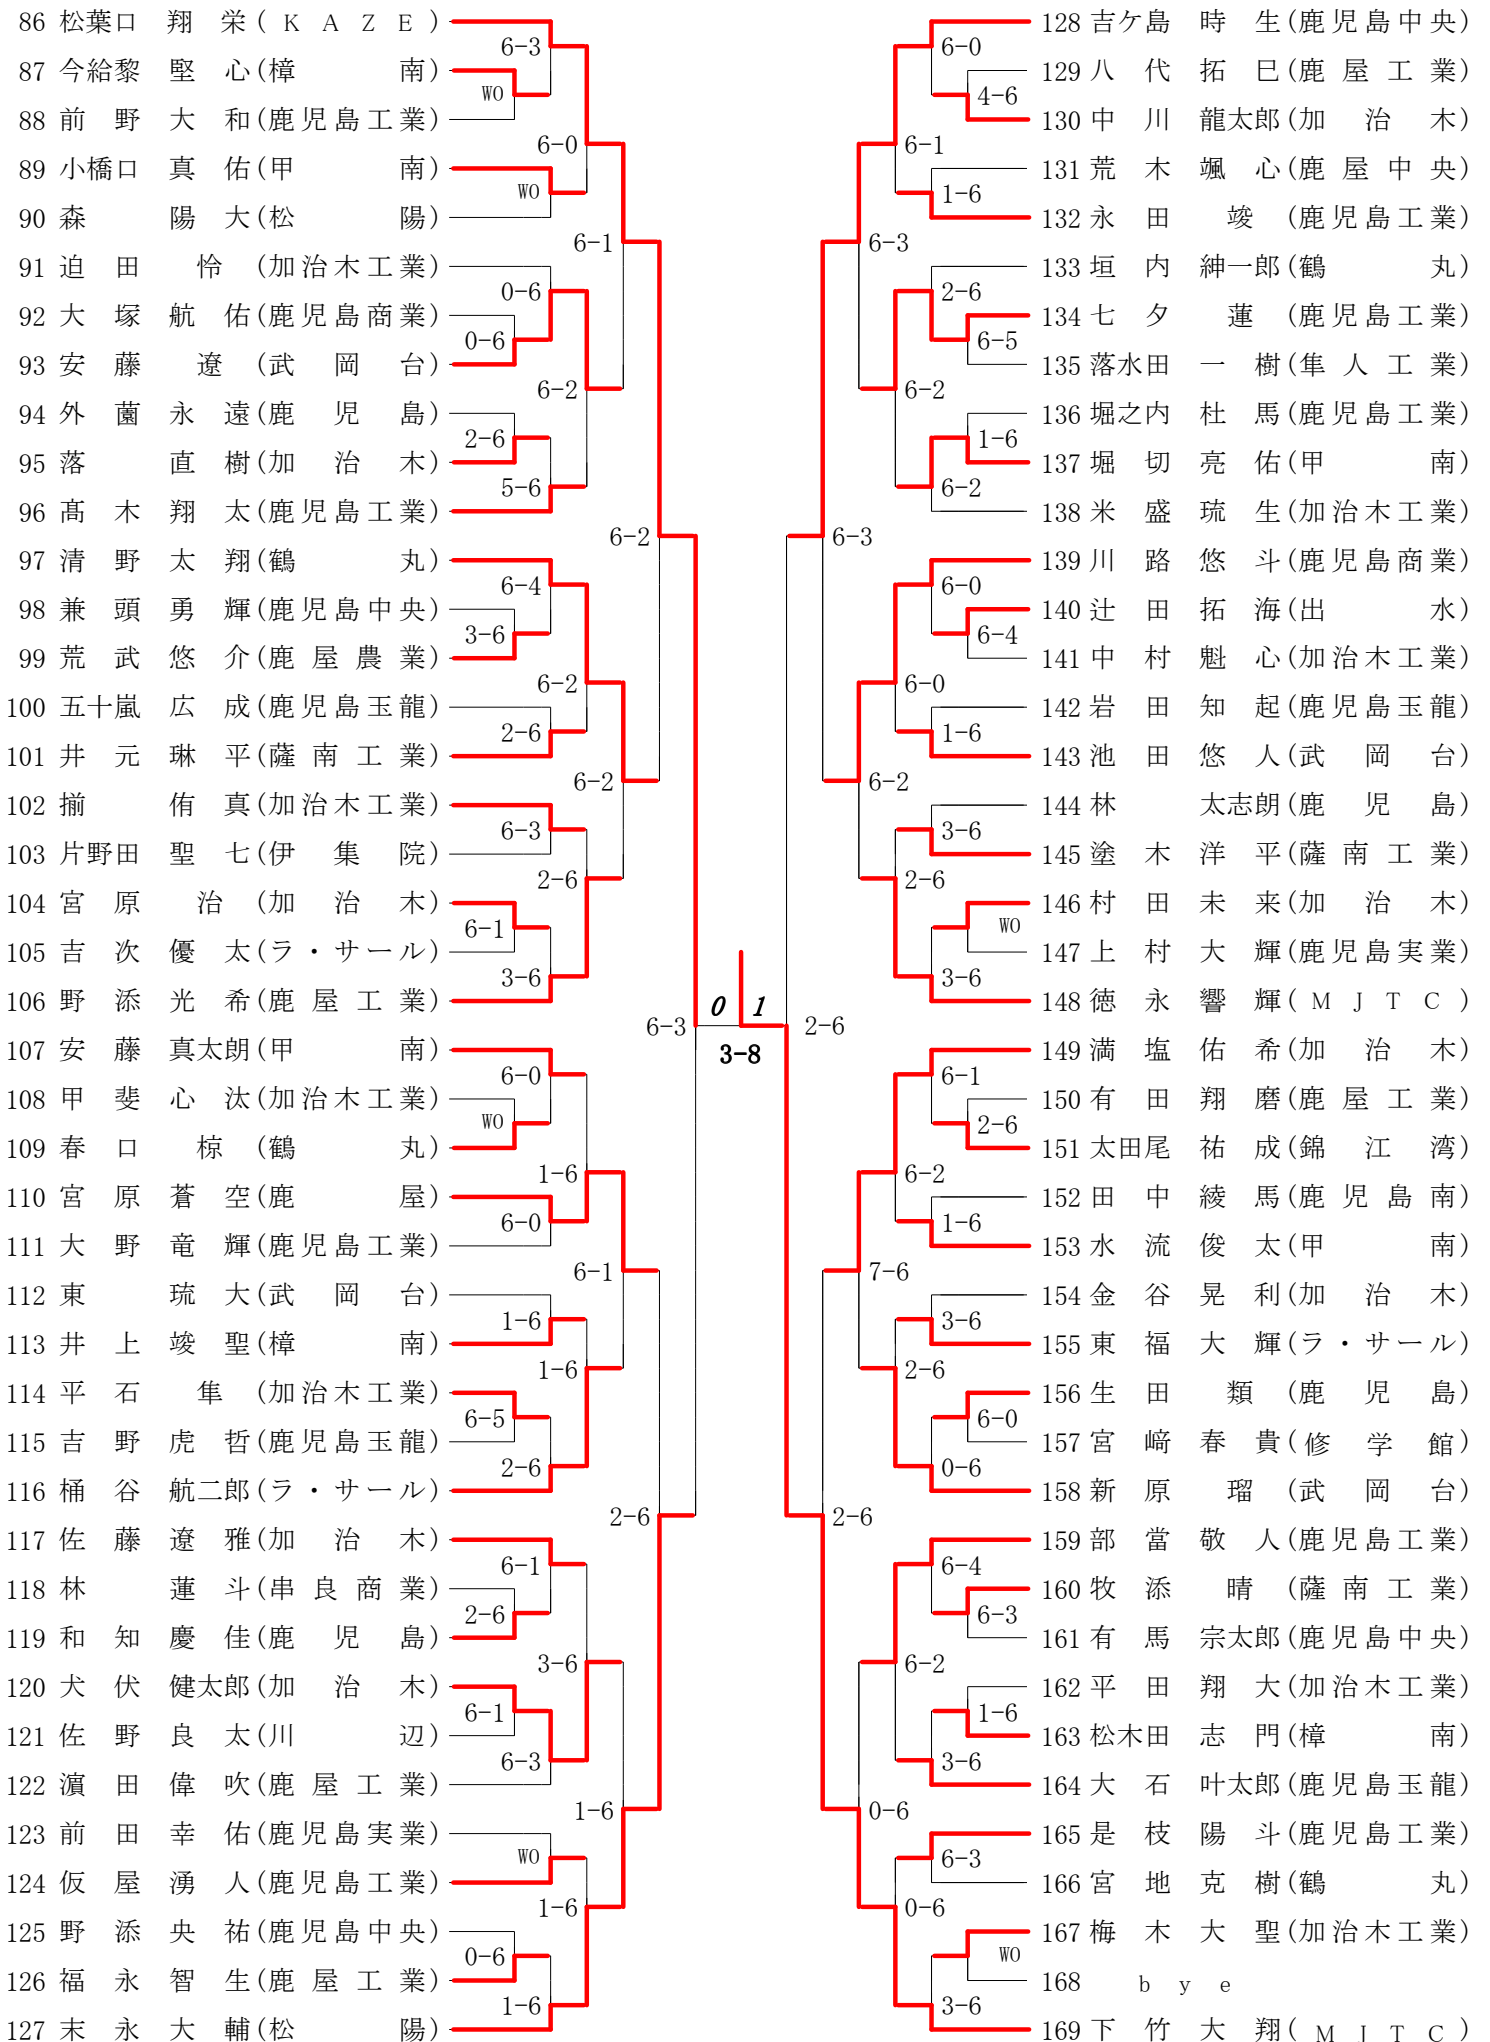 86 松葉口 翔 栄(KAZE)
6-3
87 今給黎 堅 心(樟南)
WO
88 前野大和(鹿児島工業)
6-0
89 小橋口 真 佑(甲南)
WO
90 森 陽大(松陽)
6-1
91 迫田 怜(加治木工業)
0-6
92 大塚航佑(鹿児島商業)
0-6
93 安藤 遼(武岡台)
6-2
94 外薗永遠(鹿児島)
2-6
95 落 直樹(加治木)
5-6
96 髙木翔太(鹿児島工業)
6-2
97 清野太翔(鶴丸)
6-4
98 兼頭勇輝(鹿児島中央)
3-6
99 荒武悠介(鹿屋農業)
6-2
100 五十嵐 広 成(鹿児島玉龍)
2-6
101 井元琳平(薩南工業)
6-2
102 揃 侑真(加治木工業)
6-3
103 片野田 聖 七(伊集院)
2-6
104 宮原 治(加治木)
6-1
105 吉次優太(ラ・サール)
3-6
106 野添光希(鹿屋工業)
6-3
107 安藤 真太朗(甲南)
6-0
108 甲斐心汰(加治木工業)
WO
109 春口 椋(鶴丸)
1-6
110 宮原蒼空(鹿屋)
6-0
111 大野竜輝(鹿児島工業)
6-1
112 東 琉大(武岡台)
1-6
113 井上竣聖(樟南)
1-6
114 平石 隼(加治木工業)
6-5
115 吉野虎哲(鹿児島玉龍)
2-6
116 桶谷 航二郎(ラ・サール)
2-6
117 佐藤遼雅(加治木)
6-1
118 林 蓮斗(串良商業)
2-6
119 和知慶佳(鹿児島)
3-6
120 犬伏 健太郎(加治木)
6-1
121 佐野良太(川辺)
6-3
122 濵田偉吹(鹿屋工業)
1-6
123 前田幸佑(鹿児島実業)
WO
124 仮屋湧人(鹿児島工業)
1-6
125 野添央祐(鹿児島中央)
0-6
126 福永智生(鹿屋工業)
1-6
127 末永大輔(松陽)
0 1
3-8
128 吉ケ島 時 生(鹿児島中央)
6-0
129 八代拓巳(鹿屋工業)
4-6
130 中川 龍太郎(加治木)
6-1
131 荒木颯心(鹿屋中央)
1-6
132 永田 竣(鹿児島工業)
6-3
133 垣内 紳一郎(鶴丸)
2-6
134 七夕 蓮(鹿児島工業)
6-5
135 落水田 一 樹(隼人工業)
6-2
136 堀之内 杜 馬(鹿児島工業)
1-6
137 堀切亮佑(甲南)
6-2
138 米盛琉生(加治木工業)
6-3
139 川路悠斗(鹿児島商業)
6-0
140 辻田拓海(出水)
6-4
141 中村魁心(加治木工業)
6-0
142 岩田知起(鹿児島玉龍)
1-6
143 池田悠人(武岡台)
6-2
144 林 太志朗(鹿児島)
3-6
145 塗木洋平(薩南工業)
2-6
146 村田未来(加治木)
WO
147 上村大輝(鹿児島実業)
3-6
148 徳永響輝(MJTC)
2-6
149 満塩佑希(加治木)
6-1
150 有田翔磨(鹿屋工業)
2-6
151 太田尾 祐 成(錦江湾)
6-2
152 田中綾馬(鹿児島南)
1-6
153 水流俊太(甲南)
7-6
154 金谷晃利(加治木)
3-6
155 東福大輝(ラ・サール)
2-6
156 生田 類(鹿児島)
6-0
157 宮﨑春貴(修学館)
0-6
158 新原 瑠(武岡台)
2-6
159 部當敬人(鹿児島工業)
6-4
160 牧添 晴(薩南工業)
6-3
161 有馬 宗太郎(鹿児島中央)
6-2
162 平田翔大(加治木工業)
1-6
163 松木田 志 門(樟南)
3-6
164 大石 叶太郎(鹿児島玉龍)
0-6
165 是枝陽斗(鹿児島工業)
6-3
166 宮地克樹(鶴丸)
0-6
167 梅木大聖(加治木工業)
WO
168 bye
3-6
169 下竹大翔(MJTC)